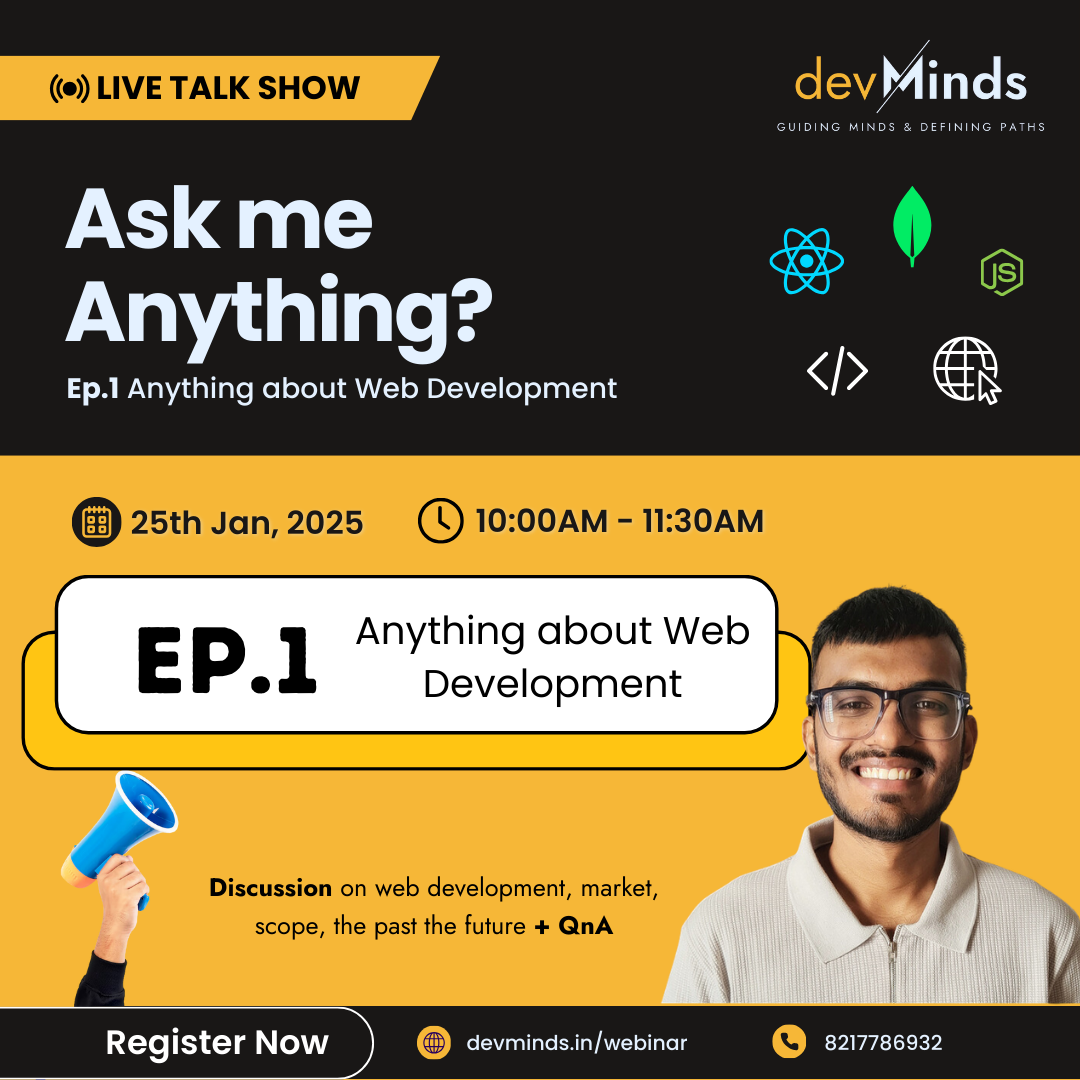 LIVE TALK SHOW
devMinds
GUIDING MINDS & DEFINING PATHS
Ask me
Anything?
Ep.1 Anything about Web Development
JS
25th Jan, 2025
10:00AM - 11:30AM
EP.1
Anything about Web
Development
Discussion on web development, market,
scope, the past the future + QnA
Register Now
devminds.in/webinar
8217786932